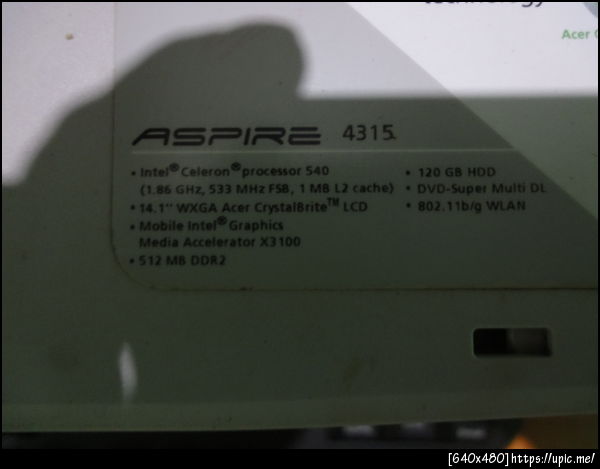 technology
Acer
ASPIRE 4315
• Intel® Celeron® processor 540
(1.86 GHz, 533 MHz FSB, 1 MB L2 cache)
• 14.1" WXGA Acer CrystalBrite™ LCD
• Mobile Intel® Graphics
Media Accelerator X3100
• 512 MB DDR2
• 120 GB HDD
• DVD-Super Multi DL
• 802.11b/g WLAN
[640x480]https://upic.me/